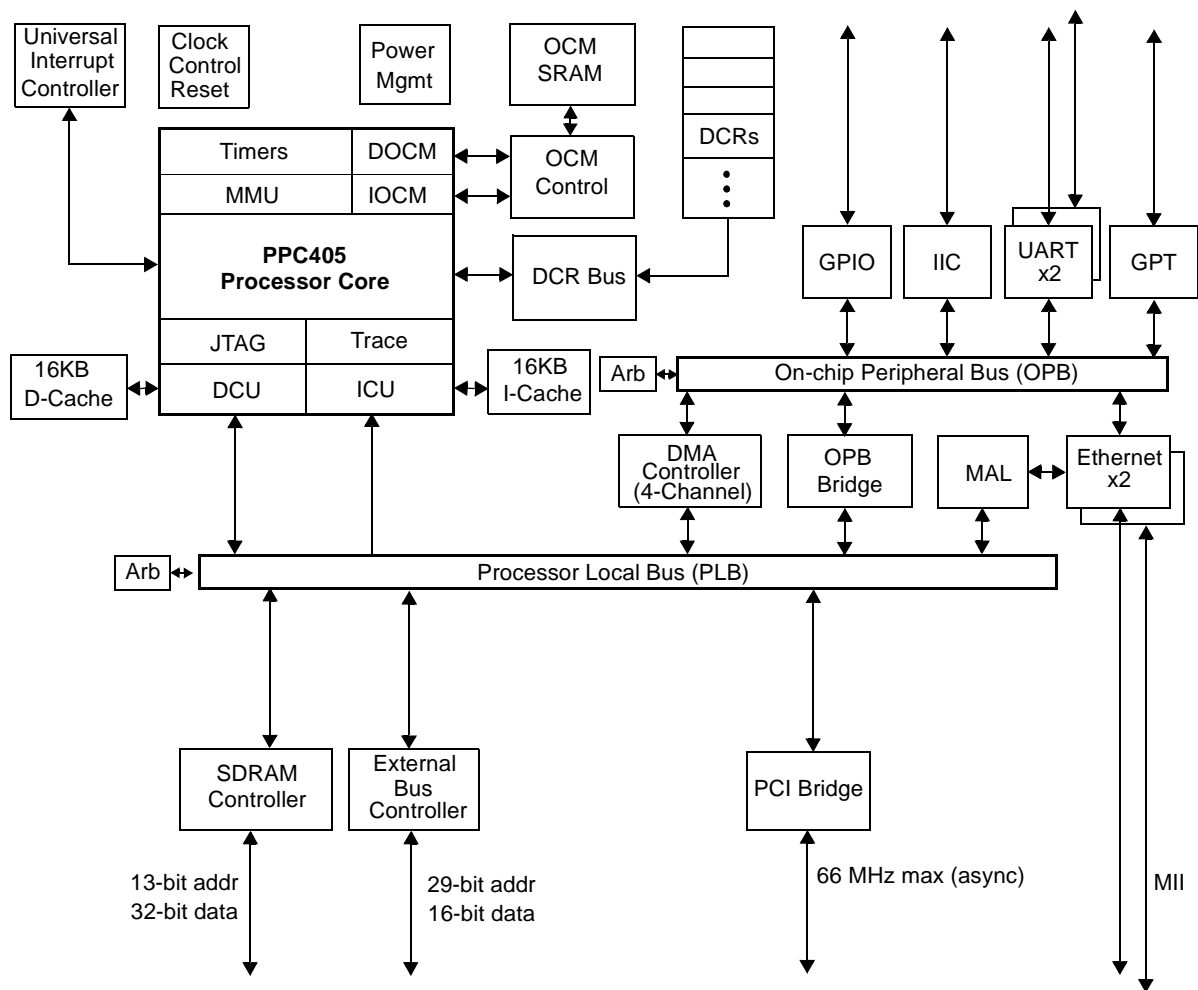 Universal
Interrupt
Controller
Clock
Control
Reset
Power
Mgmt
OCM
SRAM
DCRs
Timers
DOCM
MMU
IOCM
OCM
Control
PPC405
Processor Core
DCR Bus
GPIO
IIC
UART
x2
GPT
JTAG
Trace
DCU
ICU
16KB
D-Cache
16KB
I-Cache
Arb
On-chip Peripheral Bus (OPB)
DMA
Controller
(4-Channel)
OPB
Bridge
MAL
Ethernet
x2
Arb
Processor Local Bus (PLB)
SDRAM
Controller
External
Bus
Controller
PCI Bridge
13-bit addr
32-bit data
29-bit addr
16-bit data
66 MHz max (async)
MII